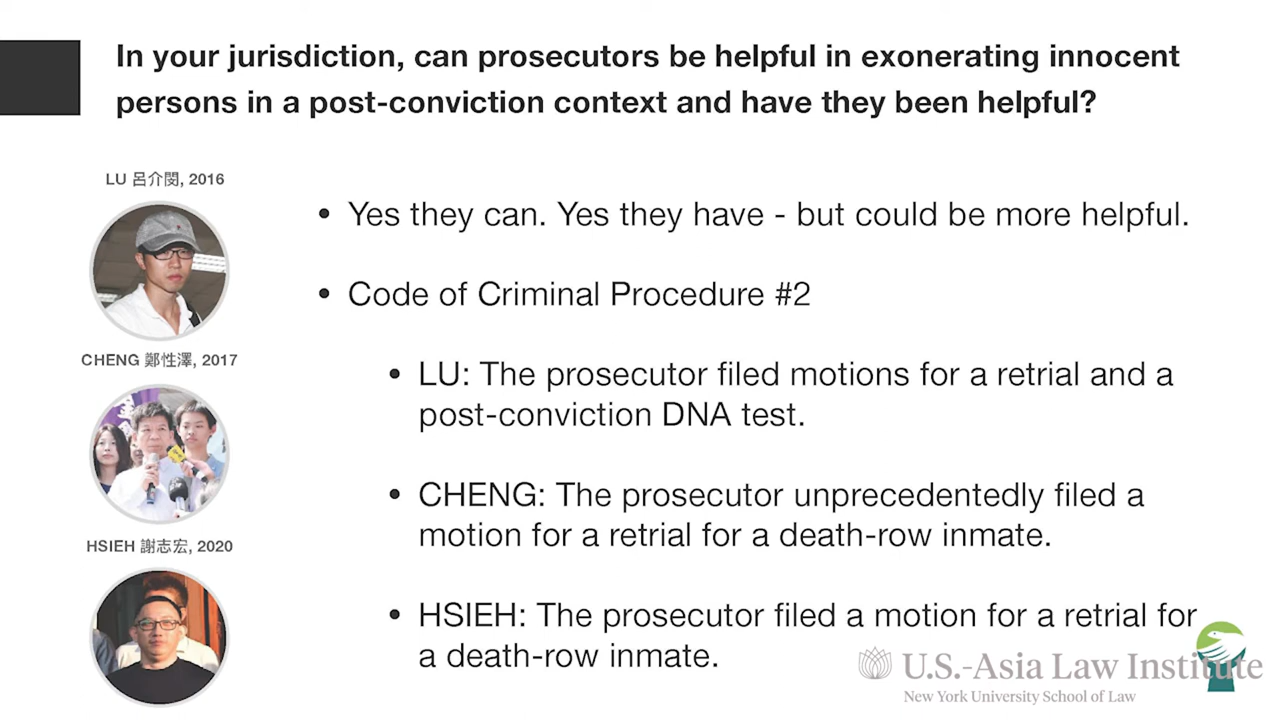 In your jurisdiction, can prosecutors be helpful in exonerating innocent
persons in a post-conviction context and have they been helpful?
LU 呂介閔, 2016
CHENG 鄭性澤, 2017
HSIEH 謝志宏, 2020
• Yes they can. Yes they have - but could be more helpful.
• Code of Criminal Procedure #2
• LU: The prosecutor filed motions for a retrial and a
post-conviction DNA test.
• CHENG: The prosecutor unprecedentedly filed a
motion for a retrial for a death-row inmate.
• HSIEH: The prosecutor filed a motion for a retrial for
a death-row inmate.
U.S.-Asia Law Institute
New York University School of Law